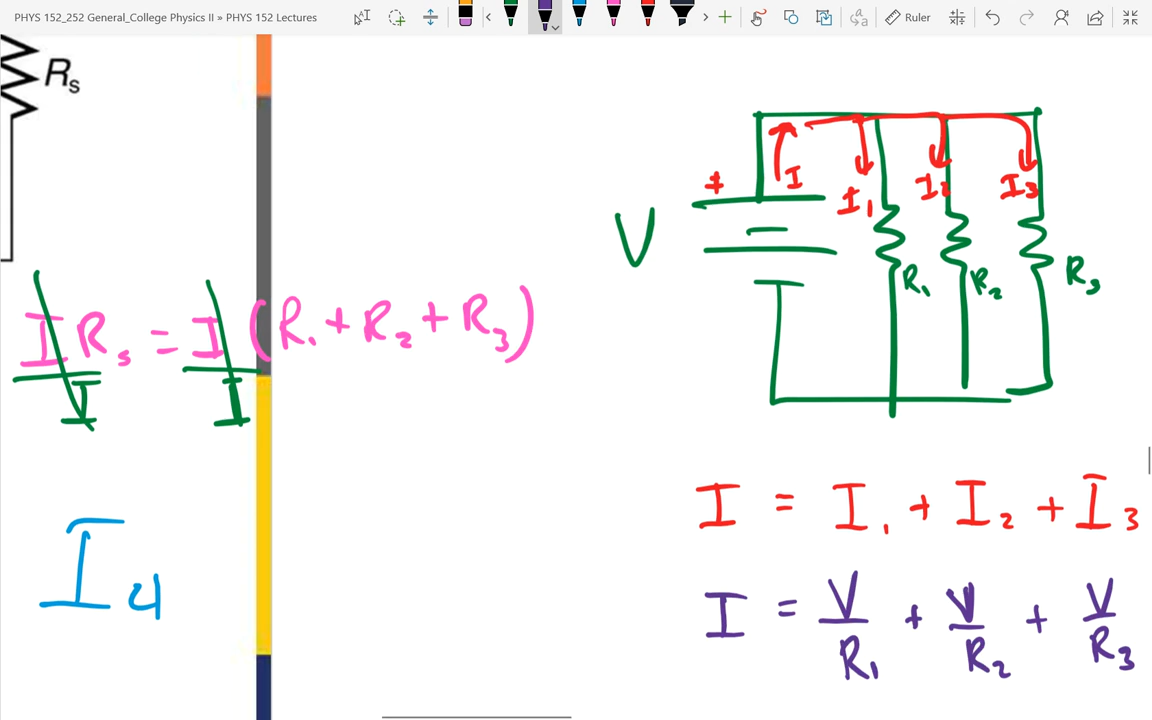 PHYS 152_252 General_College Physics II » PHYS 152 Lectures
Ruler
Rs
I Rs = I (R1 + R2 + R3)
I I
I4
V
+ I I1 I2 I3
R1 R2 R3
I = I1 + I2 + I3
I = V/R1 + V/R2 + V/R3